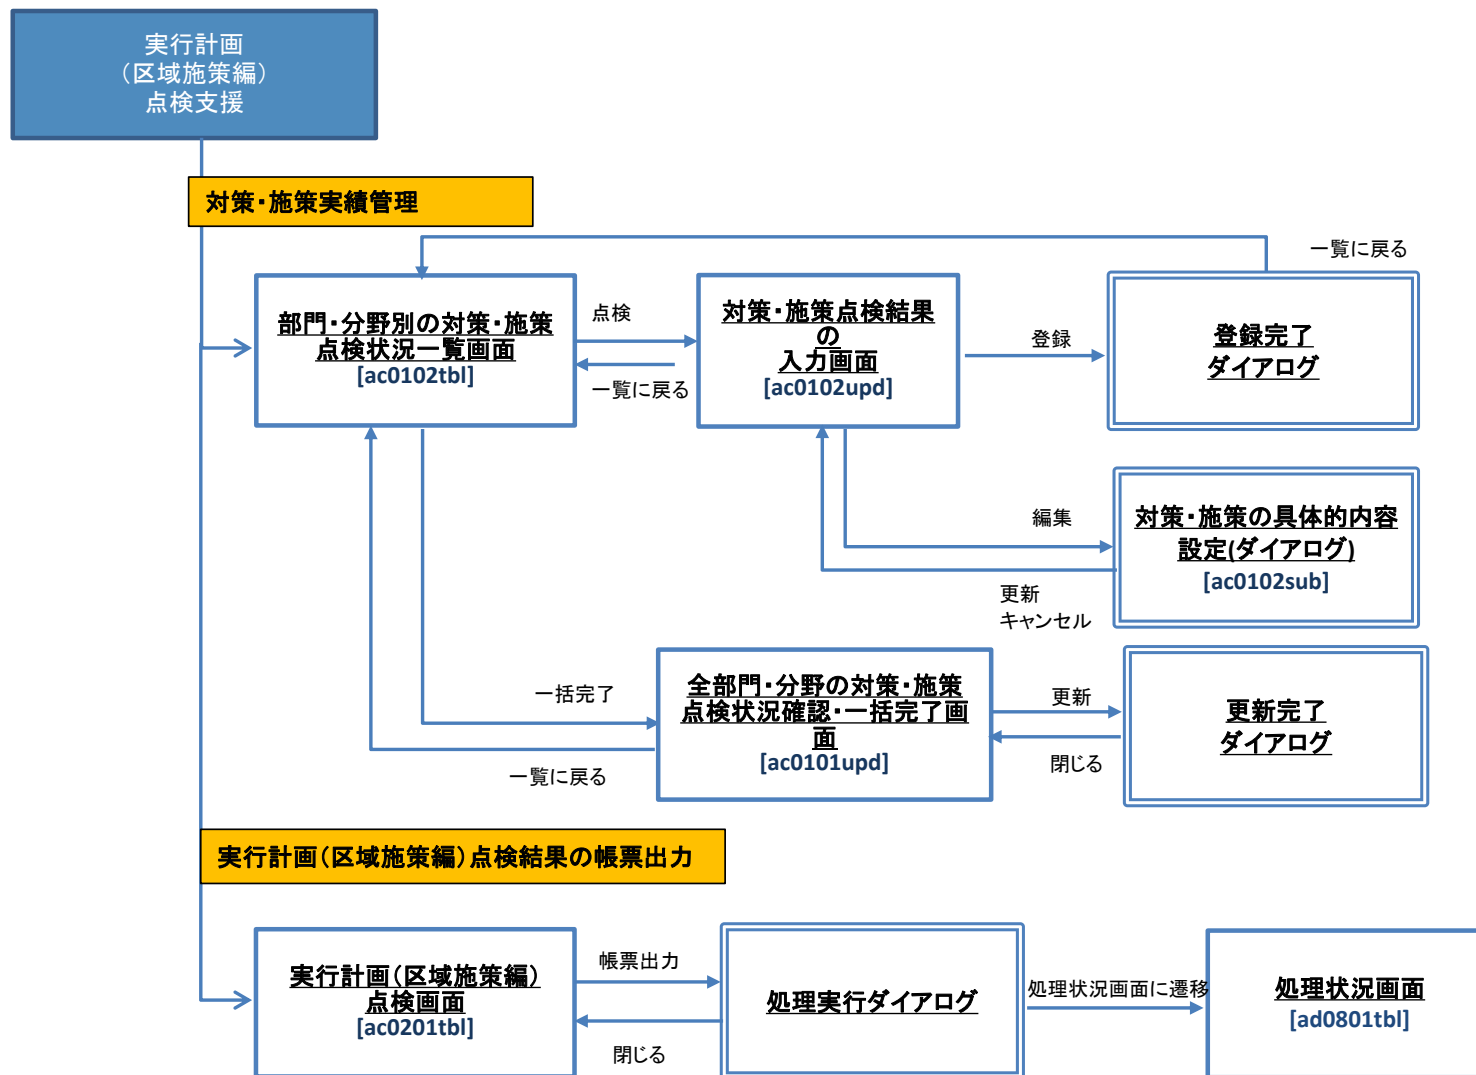 実行計画
（区域施策編）
点検支援
対策・施策実績管理
一覧に戻る
部門・分野別の対策・施策
点検状況一覧画面
[ac0102tbl]
点検
一覧に戻る
対策・施策点検結果
の
入力画面
[ac0102upd]
登録
登録完了
ダイアログ
編集
対策・施策の具体的内容
設定(ダイアログ)
[ac0102sub]
更新
キャンセル
一括完了
一覧に戻る
全部門・分野の対策・施策
点検状況確認・一括完了画
面
[ac0101upd]
更新
閉じる
更新完了
ダイアログ
実行計画（区域施策編）点検結果の帳票出力
実行計画（区域施策編）
点検画面
[ac0201tbl]
帳票出力
閉じる
処理実行ダイアログ
処理状況画面に遷移
処理状況画面
[ad0801tbl]